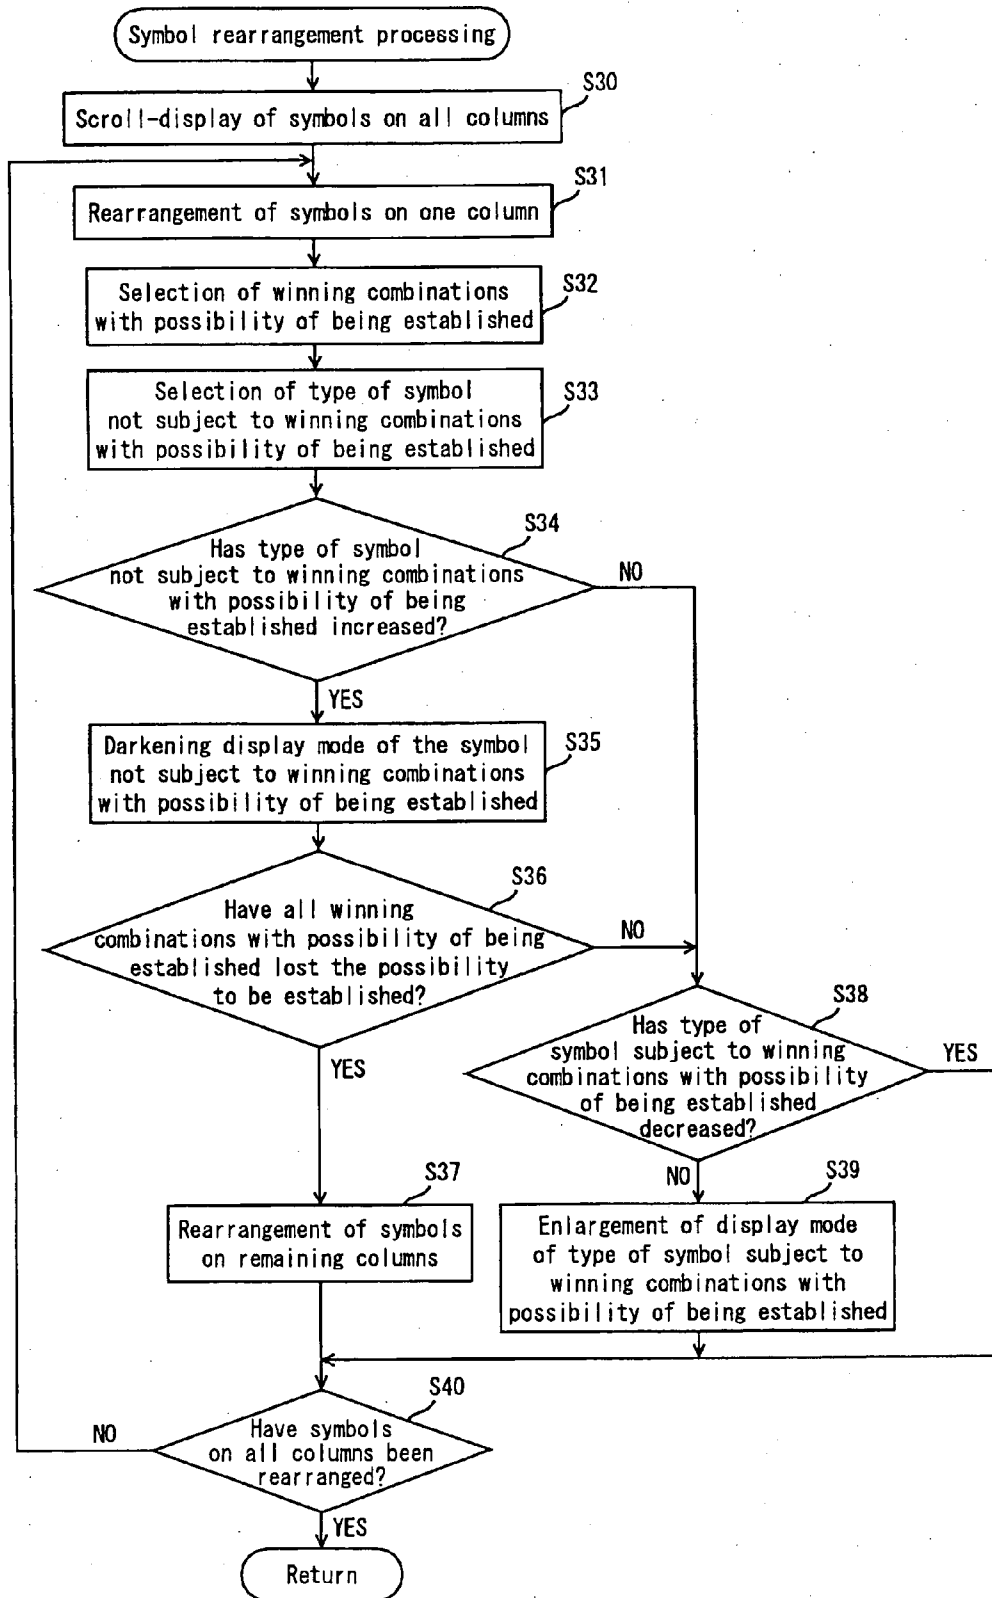 Symbol rearrangement processing
S30
Scroll-display of symbols on all columns
S31
Rearrangement of symbols on one column
S32
Selection of winning combinations
with possibility of being established
S33
Selection of type of symbol
not subject to winning combinations
with possibility of being established
S34
Has type of symbol
not subject to winning combinations
with possibility of being
established increased?
NO
YES
S35
Darkening display mode of the symbol
not subject to winning combinations
with possibility of being established
S36
Have all winning
combinations with possibility of being
established lost the possibility
to be established?
NO
YES
S38
Has type of
symbol subject to winning
combinations with possibility
of being established
decreased?
YES
NO
S37
Rearrangement of symbols
on remaining columns
S39
Enlargement of display mode
of type of symbol subject to
winning combinations with
possibility of being established
S40
Have symbols
on all columns been
rearranged?
NO
YES
Return